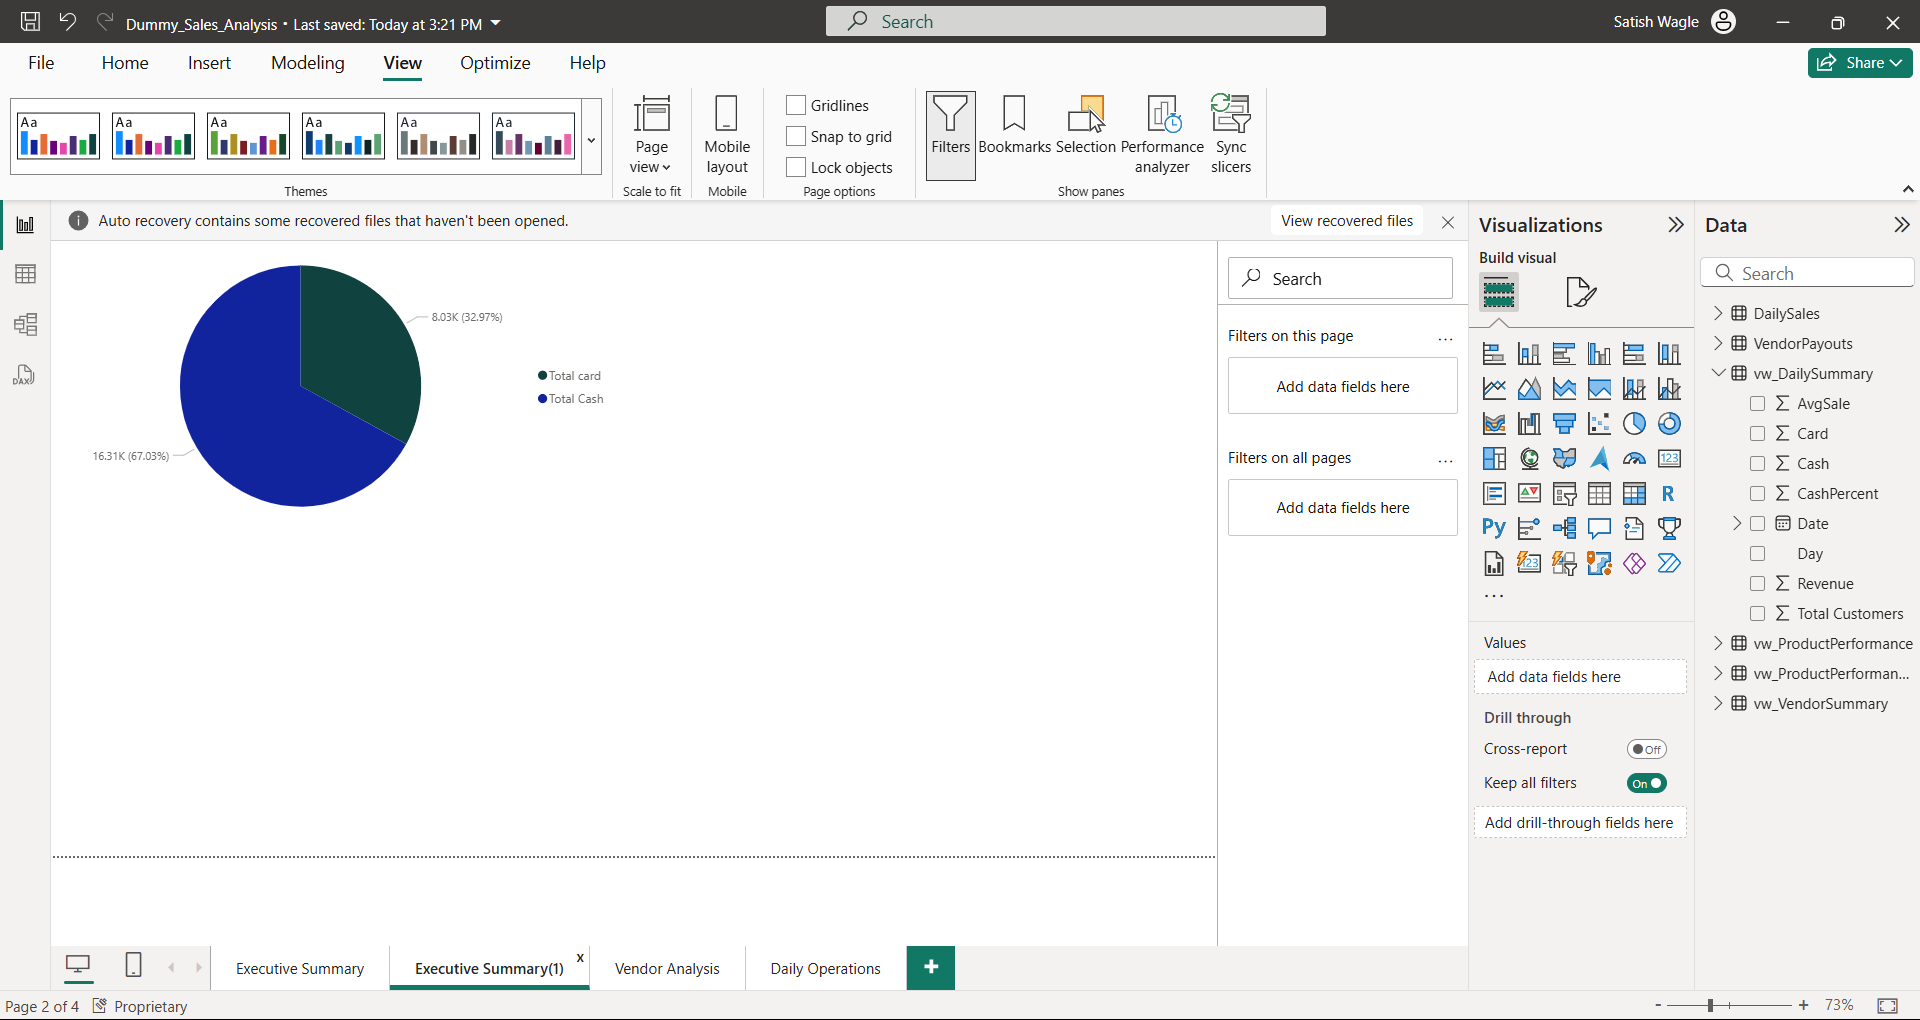 Dummy_Sales_Analysis • Last saved: Today at 3:21 PM
Search
Satish Wagle
File
Home
Insert
Modeling
View
Optimize
Help
Share
Aa
Aa
Aa
Aa
Aa
Aa
Themes
Page view
Scale to fit
Mobile layout
Mobile
Gridlines
Snap to grid
Lock objects
Page options
Filters
Bookmarks
Selection
Performance analyzer
Sync slicers
Show panes
Auto recovery contains some recovered files that haven't been opened.
View recovered files
DAX
8.03K (32.97%)
16.31K (67.03%)
Total card
Total Cash
Search
Filters on this page
...
Add data fields here
Filters on all pages
...
Add data fields here
Visualizations
Build visual
123
R
Py
123
...
Values
Add data fields here
Drill through
Cross-report
Off
Keep all filters
On
Add drill-through fields here
Data
Search
DailySales
VendorPayouts
vw_DailySummary
∑ AvgSale
∑ Card
∑ Cash
∑ CashPercent
Date
Day
∑ Revenue
∑ Total Customers
vw_ProductPerformance
vw_ProductPerforman...
vw_VendorSummary
Executive Summary
Executive Summary(1)
x
Vendor Analysis
Daily Operations
+
Page 2 of 4
Proprietary
-
+
73%